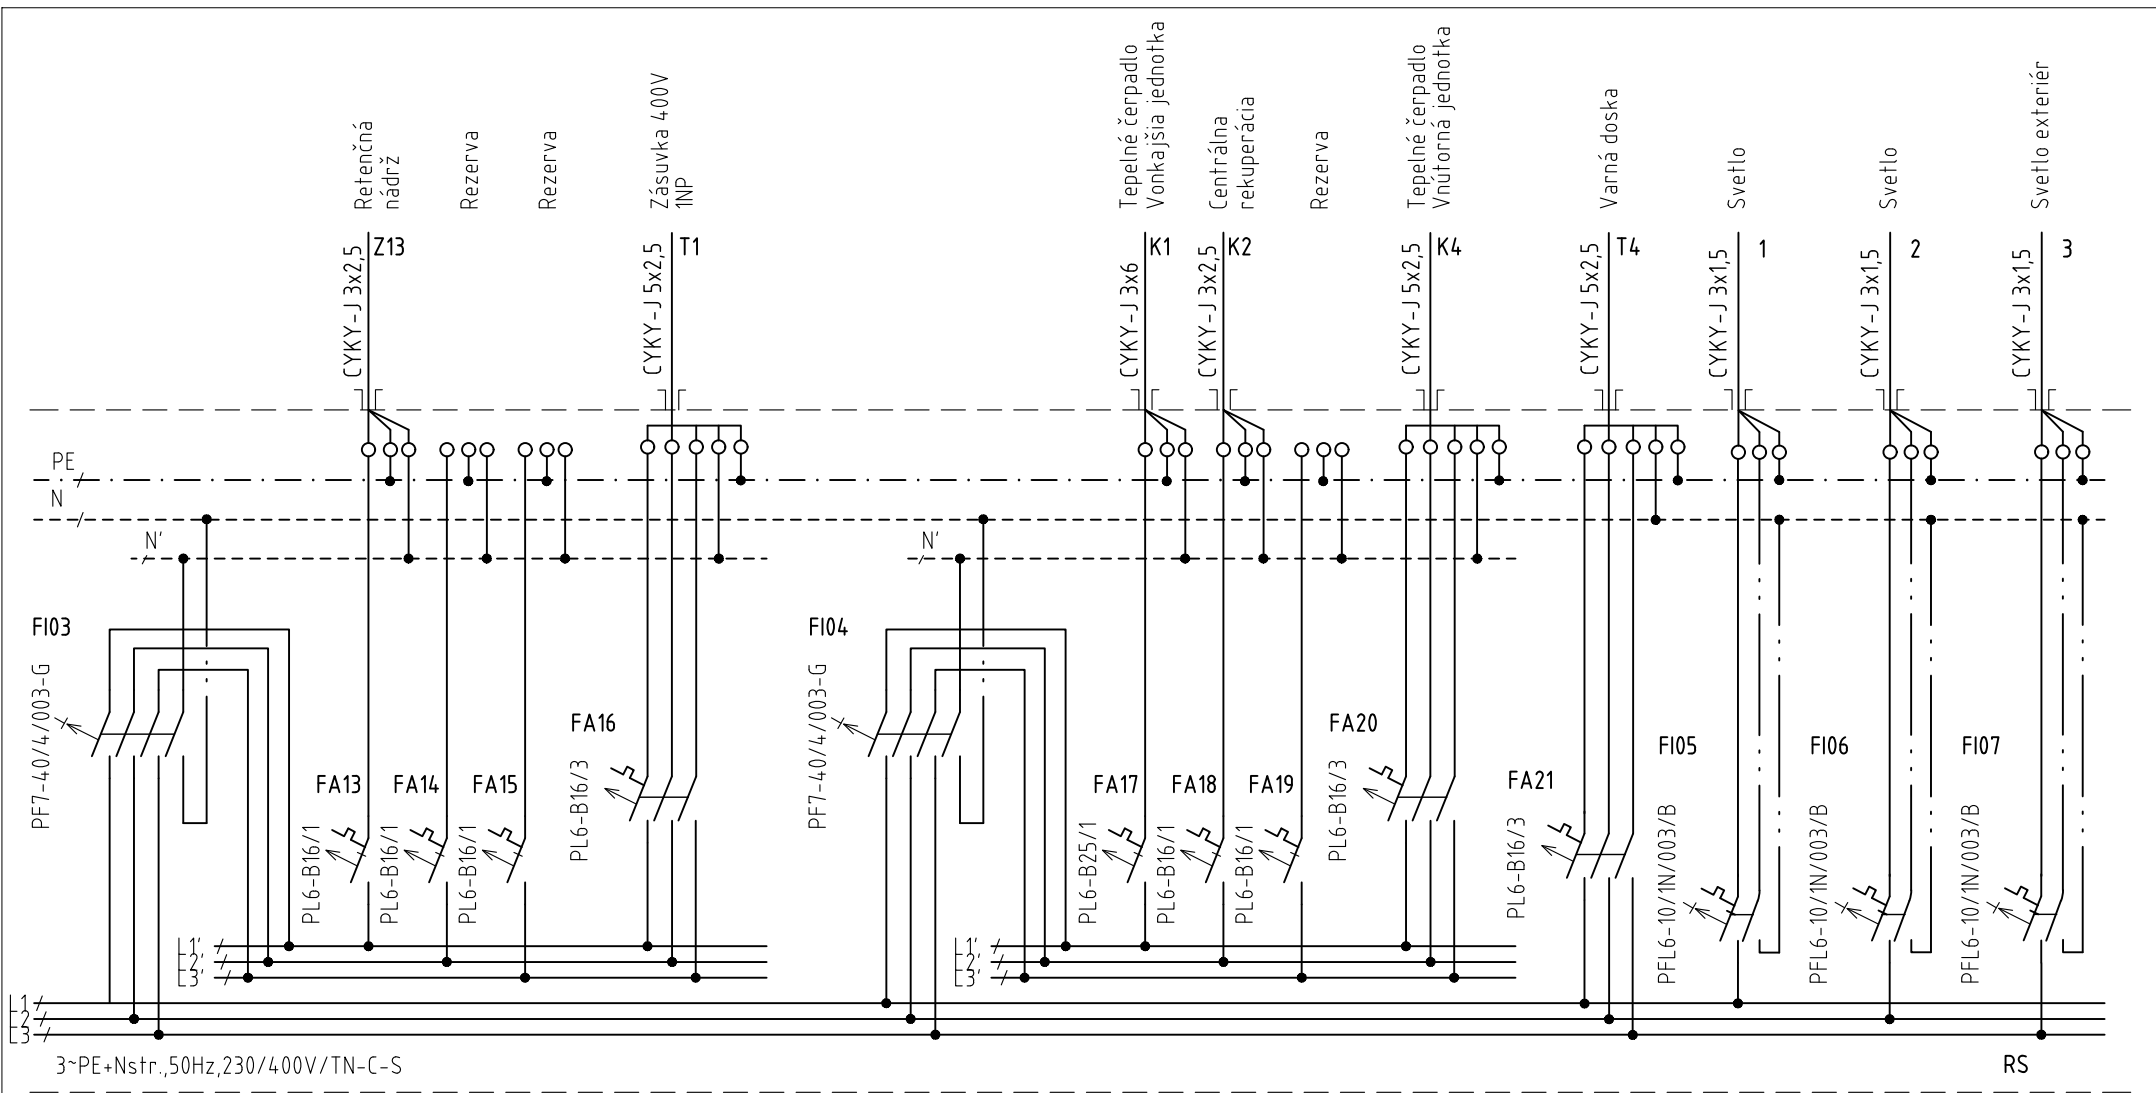 Retenčná
nádrž
Rezerva
Rezerva
Zásuvka 400V
1NP
Tepelné čerpadlo
Vonkajšia jednotka
Centrálna
rekuperácia
Rezerva
Tepelné čerpadlo
Vnútorná jednotka
Varná doska
Svetlo
Svetlo
Svetlo exteriér
CYKY-J 3x2,5
Z13
CYKY-J 5x2,5
T1
CYKY-J 3x6
K1
CYKY-J 3x2,5
K2
CYKY-J 5x2,5
K4
CYKY-J 5x2,5
T4
CYKY-J 3x1,5
1
CYKY-J 3x1,5
2
CYKY-J 3x1,5
3
PE
N
N'
N'
FI03
PF7-40/4/003-G
FA13
PL6-B16/1
FA14
PL6-B16/1
FA15
PL6-B16/1
FA16
PL6-B16/3
FI04
PF7-40/4/003-G
FA17
PL6-B25/1
FA18
PL6-B16/1
FA19
PL6-B16/1
FA20
PL6-B16/3
FA21
PL6-B16/3
FI05
PFL6-10/1N/003/B
FI06
PFL6-10/1N/003/B
FI07
PFL6-10/1N/003/B
L1'
L2'
L3'
L1'
L2'
L3'
L1
L2
L3
3~PE+Nstr.,50Hz,230/400V/TN-C-S
RS